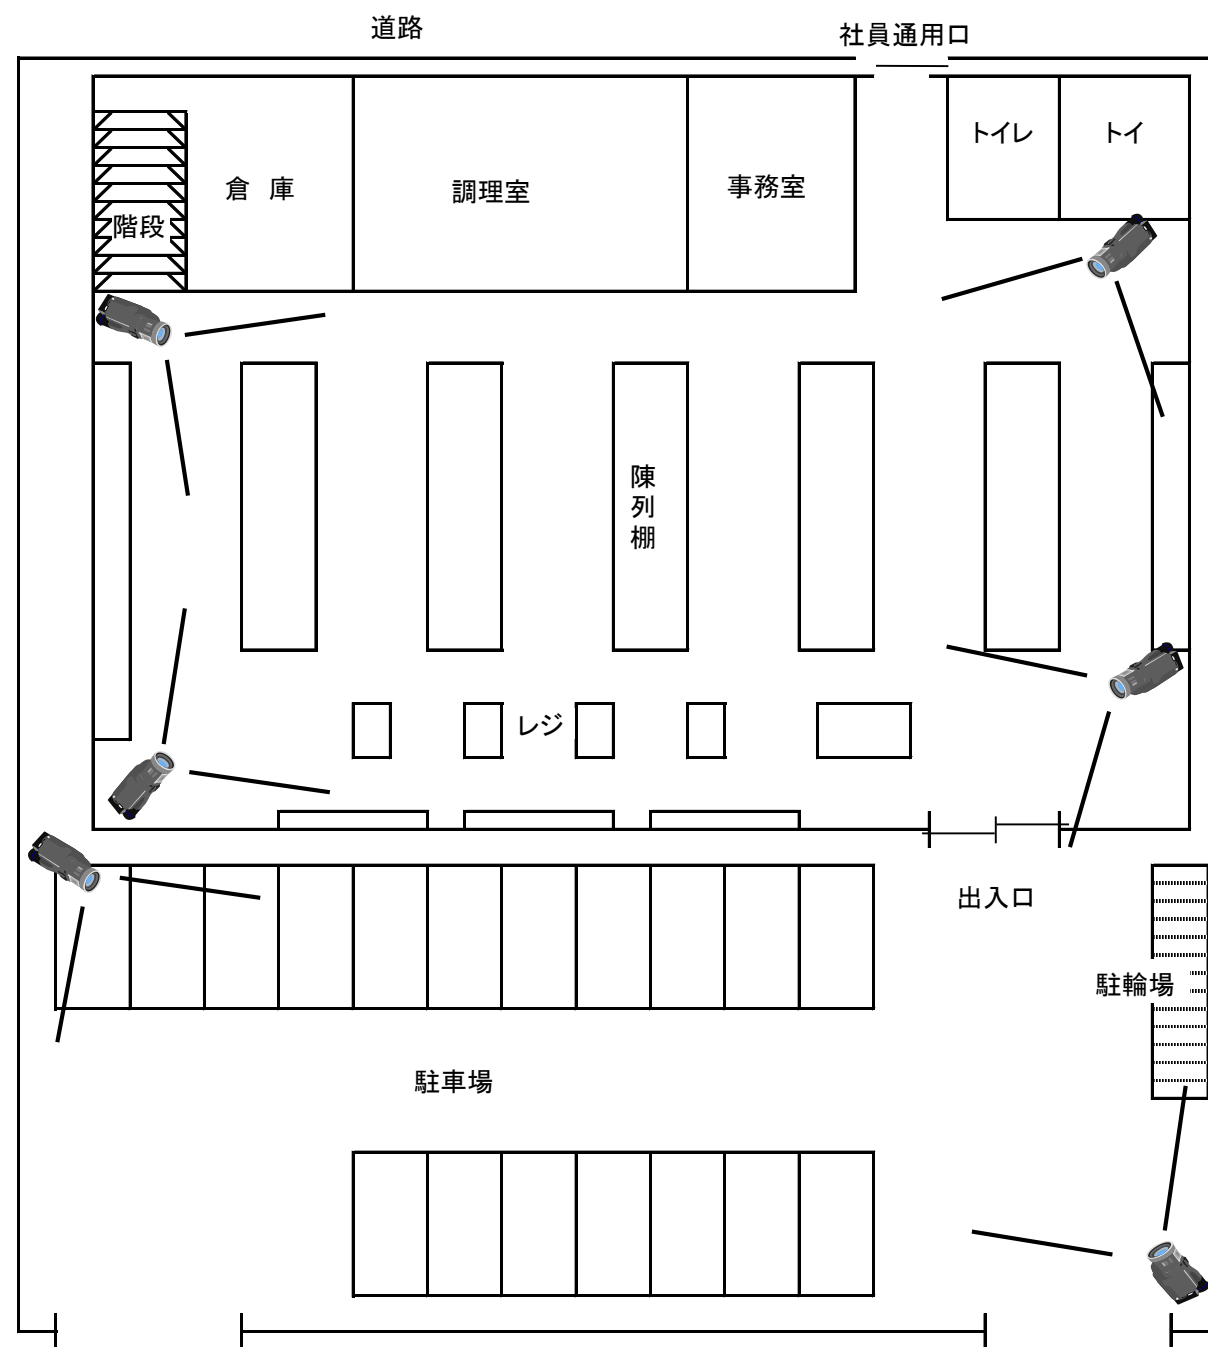 道路
社員通用口
トイレ
トイ
倉 庫
調理室
事務室
階段
陳列棚
レジ
出入口
駐輪場
駐車場